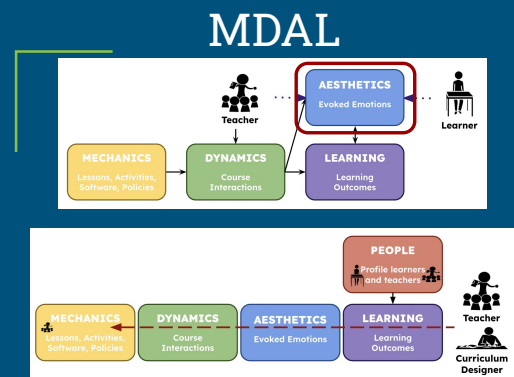 MDAL
AESTHETICS
Evoked Emotions
Teacher
Learner
MECHANICS
Lessons, Activities,
Software, Policies
DYNAMICS
Course
Interactions
LEARNING
Learning
Outcomes
PEOPLE
Profile learners
and teachers
MECHANICS
Lessons, Activities,
Software, Policies
DYNAMICS
Course
Interactions
AESTHETICS
Evoked Emotions
LEARNING
Learning
Outcomes
Teacher
Curriculum
Designer